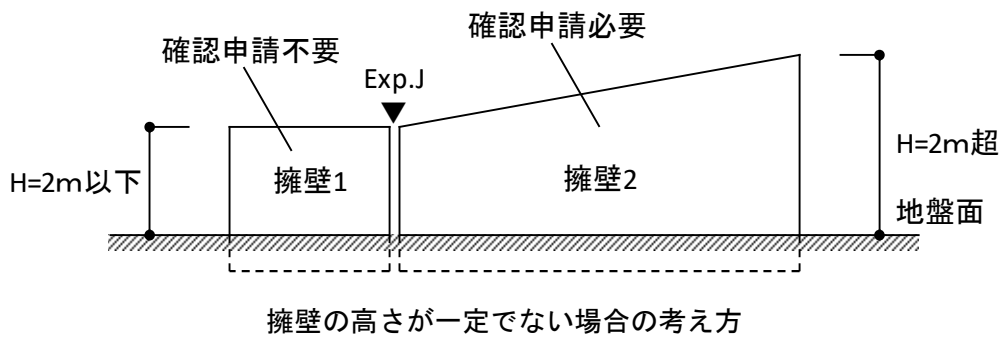 確認申請不要
確認申請必要
Exp.J
H=2m以下
擁壁1
擁壁2
H=2m超
地盤面
擁壁の高さが一定でない場合の考え方